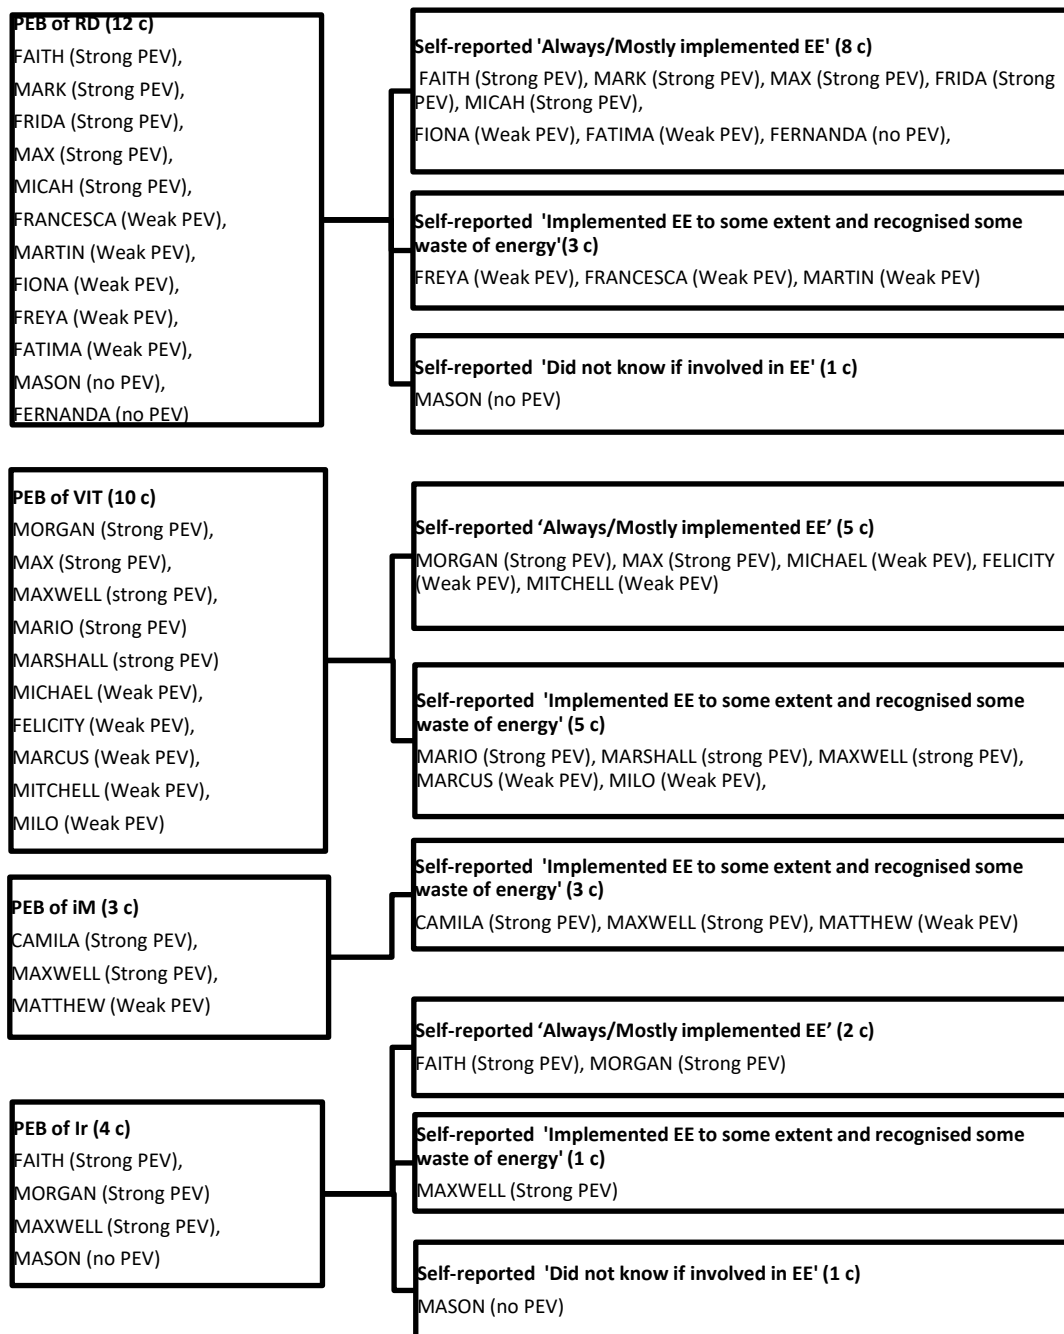 PEB of RD (12 c)
FAITH (Strong PEV),
MARK (Strong PEV),
FRIDA (Strong PEV),
MAX (Strong PEV),
MICAH (Strong PEV),
FRANCESCA (Weak PEV),
MARTIN (Weak PEV),
FIONA (Weak PEV),
FREYA (Weak PEV),
FATIMA (Weak PEV),
MASON (no PEV),
FERNANDA (no PEV)
Self-reported 'Always/Mostly implemented EE' (8 c)
FAITH (Strong PEV), MARK (Strong PEV), MAX (Strong PEV), FRIDA (Strong
PEV), MICAH (Strong PEV),
FIONA (Weak PEV), FATIMA (Weak PEV), FERNANDA (no PEV),
Self-reported 'Implemented EE to some extent and recognised some
waste of energy'(3 c)
FREYA (Weak PEV), FRANCESCA (Weak PEV), MARTIN (Weak PEV)
Self-reported 'Did not know if involved in EE' (1 c)
MASON (no PEV)
PEB of VIT (10 c)
MORGAN (Strong PEV),
MAX (Strong PEV),
MAXWELL (strong PEV),
MARIO (Strong PEV)
MARSHALL (strong PEV)
MICHAEL (Weak PEV),
FELICITY (Weak PEV),
MARCUS (Weak PEV),
MITCHELL (Weak PEV),
MILO (Weak PEV)
Self-reported ‘Always/Mostly implemented EE’ (5 c)
MORGAN (Strong PEV), MAX (Strong PEV), MICHAEL (Weak PEV), FELICITY
(Weak PEV), MITCHELL (Weak PEV)
Self-reported 'Implemented EE to some extent and recognised some
waste of energy' (5 c)
MARIO (Strong PEV), MARSHALL (strong PEV), MAXWELL (strong PEV),
MARCUS (Weak PEV), MILO (Weak PEV),
PEB of iM (3 c)
CAMILA (Strong PEV),
MAXWELL (Strong PEV),
MATTHEW (Weak PEV)
Self-reported 'Implemented EE to some extent and recognised some
waste of energy' (3 c)
CAMILA (Strong PEV), MAXWELL (Strong PEV), MATTHEW (Weak PEV)
PEB of Ir (4 c)
FAITH (Strong PEV),
MORGAN (Strong PEV)
MAXWELL (Strong PEV),
MASON (no PEV)
Self-reported ‘Always/Mostly implemented EE’ (2 c)
FAITH (Strong PEV), MORGAN (Strong PEV)
Self-reported 'Implemented EE to some extent and recognised some
waste of energy' (1 c)
MAXWELL (Strong PEV)
Self-reported 'Did not know if involved in EE' (1 c)
MASON (no PEV)